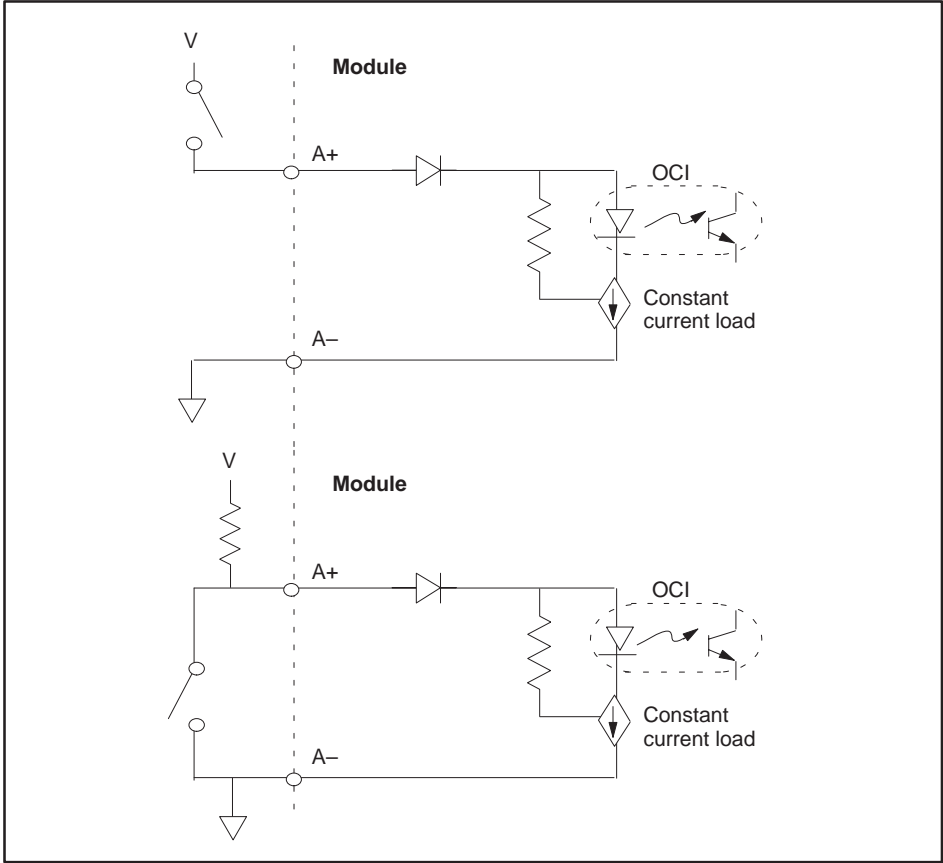 V
Module
A+
OCI
Constant
current load
A–
V
Module
A+
OCI
Constant
current load
A–